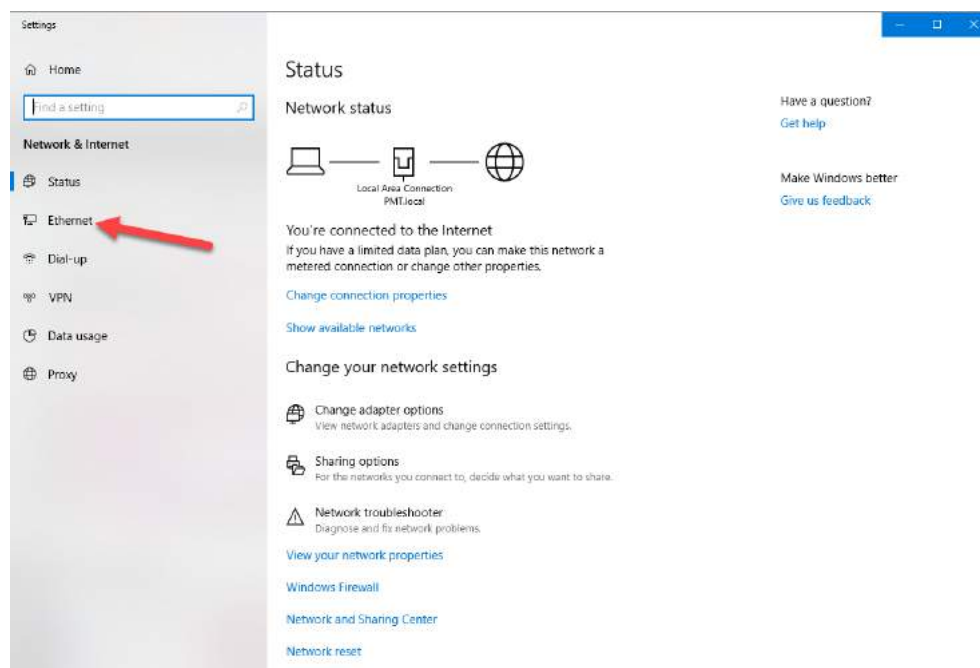 Settings
Home
Find a setting
Network & Internet
Status
Ethernet
Dial-up
VPN
Data usage
Proxy
Status
Network status
Local Area Connection
PMT.local
You're connected to the Internet
If you have a limited data plan, you can make this network a
metered connection or change other properties.
Change connection properties
Show available networks
Change your network settings
Change adapter options
View network adapters and change connection settings.
Sharing options
For the networks you connect to, decide what you want to share.
Network troubleshooter
Diagnose and fix network problems.
View your network properties
Windows Firewall
Network and Sharing Center
Network reset
Have a question?
Get help
Make Windows better
Give us feedback